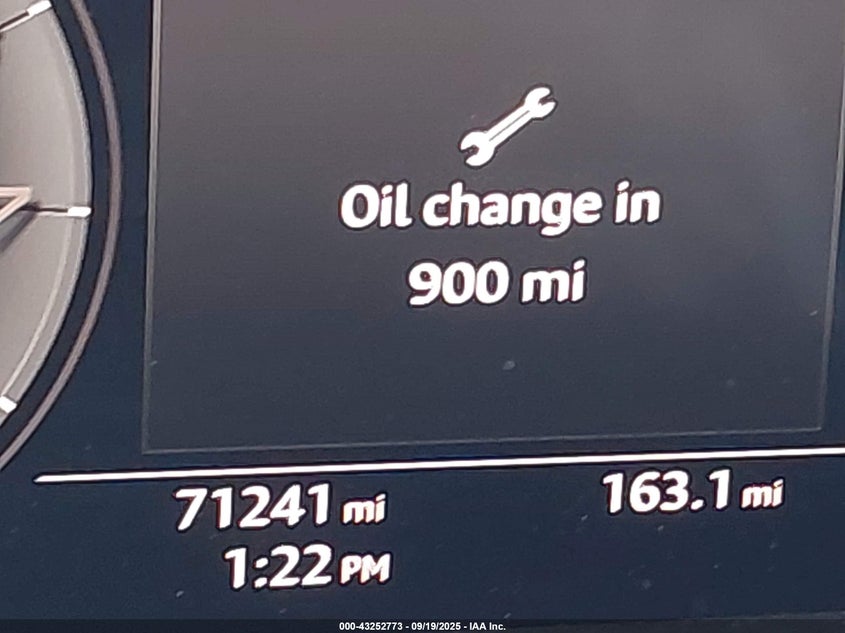 Oil change in
900 mi
71241 mi
163.1 mi
1:22 PM
000-43252773 - 09/19/2025 - IAA Inc.